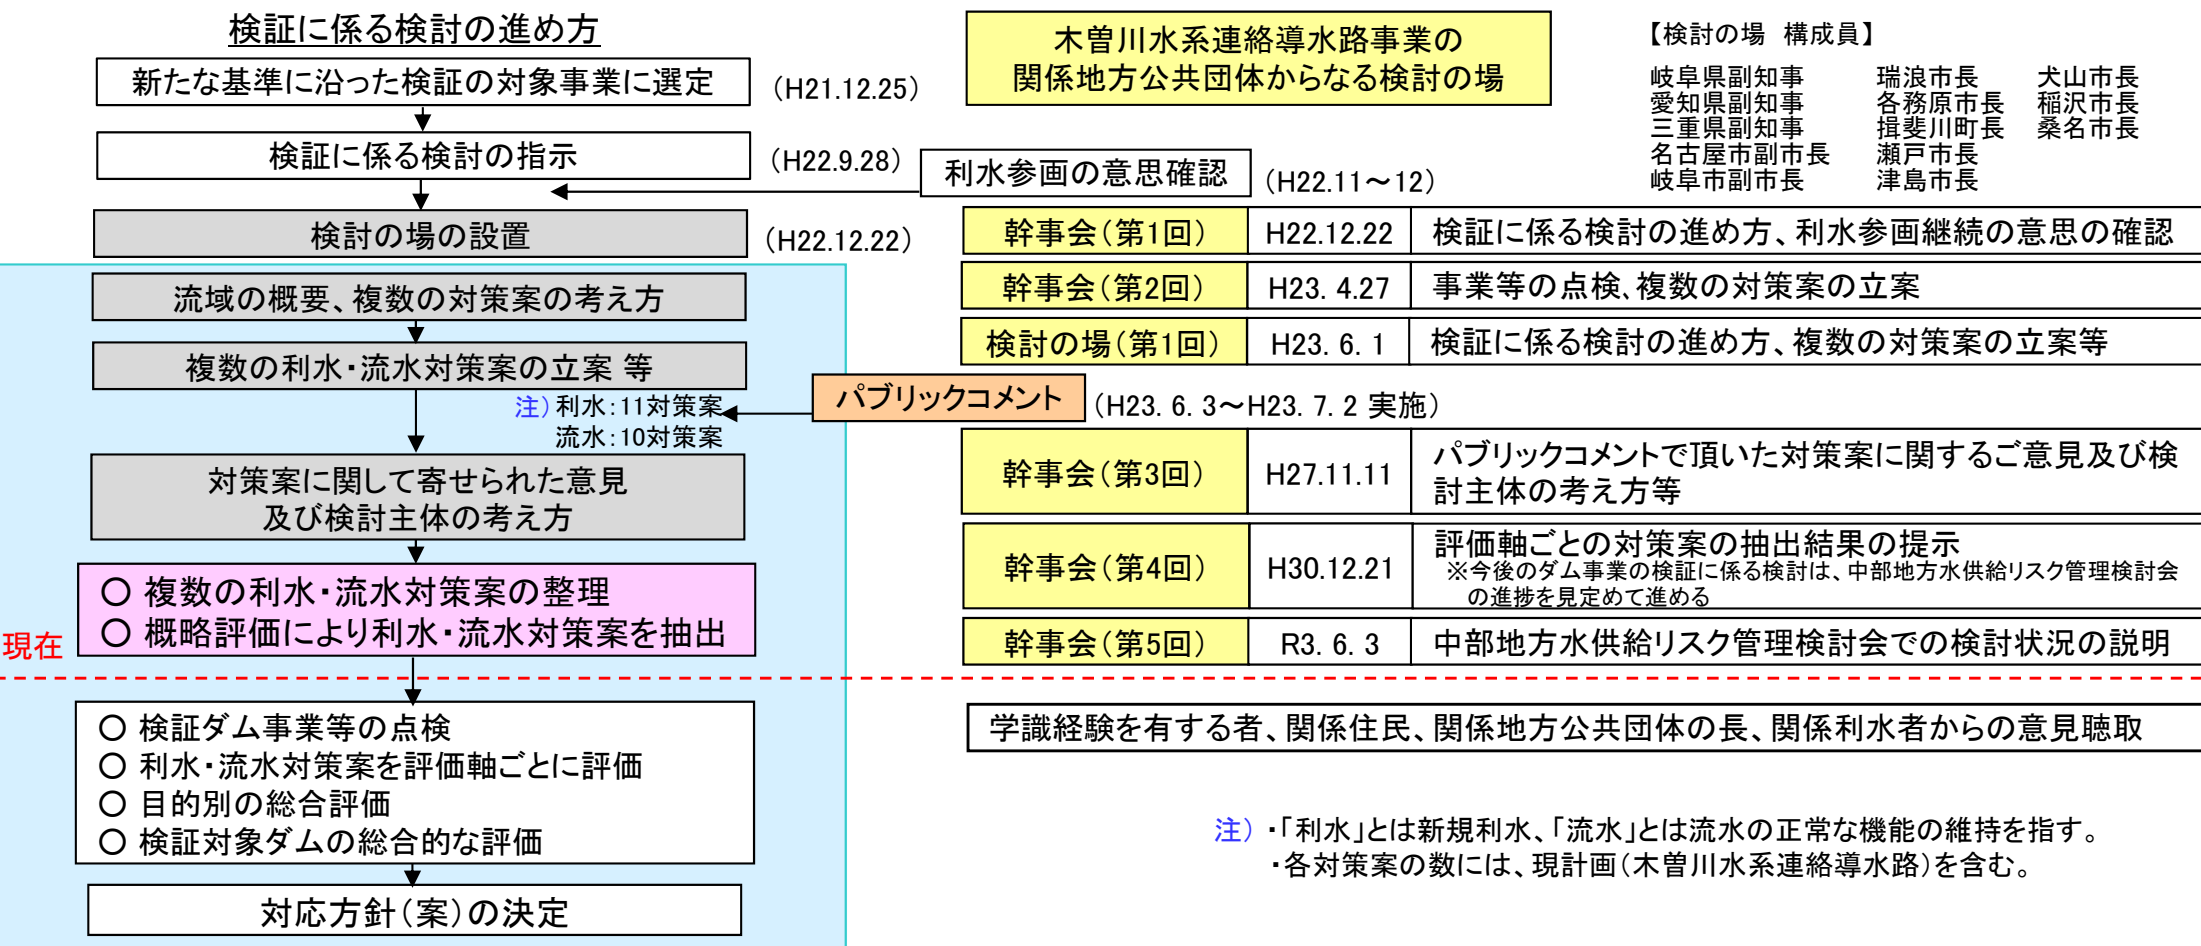 検証に係る検討の進め方
新たな基準に沿った検証の対象事業に選定
（H21.12.25）
検証に係る検討の指示
（H22.9.28）
利水参画の意思確認
（H22.11～12）
検討の場の設置
（H22.12.22）
流域の概要、複数の対策案の考え方
複数の利水・流水対策案の立案 等
注）利水：11対策案
流水：10対策案
パブリックコメント
（H23. 6. 3～H23. 7. 2 実施）
対策案に関して寄せられた意見
及び検討主体の考え方
○ 複数の利水・流水対策案の整理
○ 概略評価により利水・流水対策案を抽出
現在
○ 検証ダム事業等の点検
○ 利水・流水対策案を評価軸ごとに評価
○ 目的別の総合評価
○ 検証対象ダムの総合的な評価
対応方針（案）の決定
木曽川水系連絡導水路事業の
関係地方公共団体からなる検討の場
【検討の場 構成員】
岐阜県副知事 瑞浪市長 犬山市長
愛知県副知事 各務原市長 稲沢市長
三重県副知事 揖斐川町長 桑名市長
名古屋市副市長 瀬戸市長
岐阜市副市長 津島市長
幹事会（第1回） H22.12.22 検証に係る検討の進め方、利水参画継続の意思の確認
幹事会（第2回） H23. 4.27 事業等の点検、複数の対策案の立案
検討の場（第1回） H23. 6. 1 検証に係る検討の進め方、複数の対策案の立案等
幹事会（第3回） H27.11.11 パブリックコメントで頂いた対策案に関するご意見及び検
討主体の考え方等
幹事会（第4回） H30.12.21 評価軸ごとの対策案の抽出結果の提示
※今後のダム事業の検証に係る検討は、中部地方水供給リスク管理検討会
の進捗を見定めて進める
幹事会（第5回） R3. 6. 3 中部地方水供給リスク管理検討会での検討状況の説明
学識経験を有する者、関係住民、関係地方公共団体の長、関係利水者からの意見聴取
注）・「利水」とは新規利水、「流水」とは流水の正常な機能の維持を指す。
・各対策案の数には、現計画（木曽川水系連絡導水路）を含む。